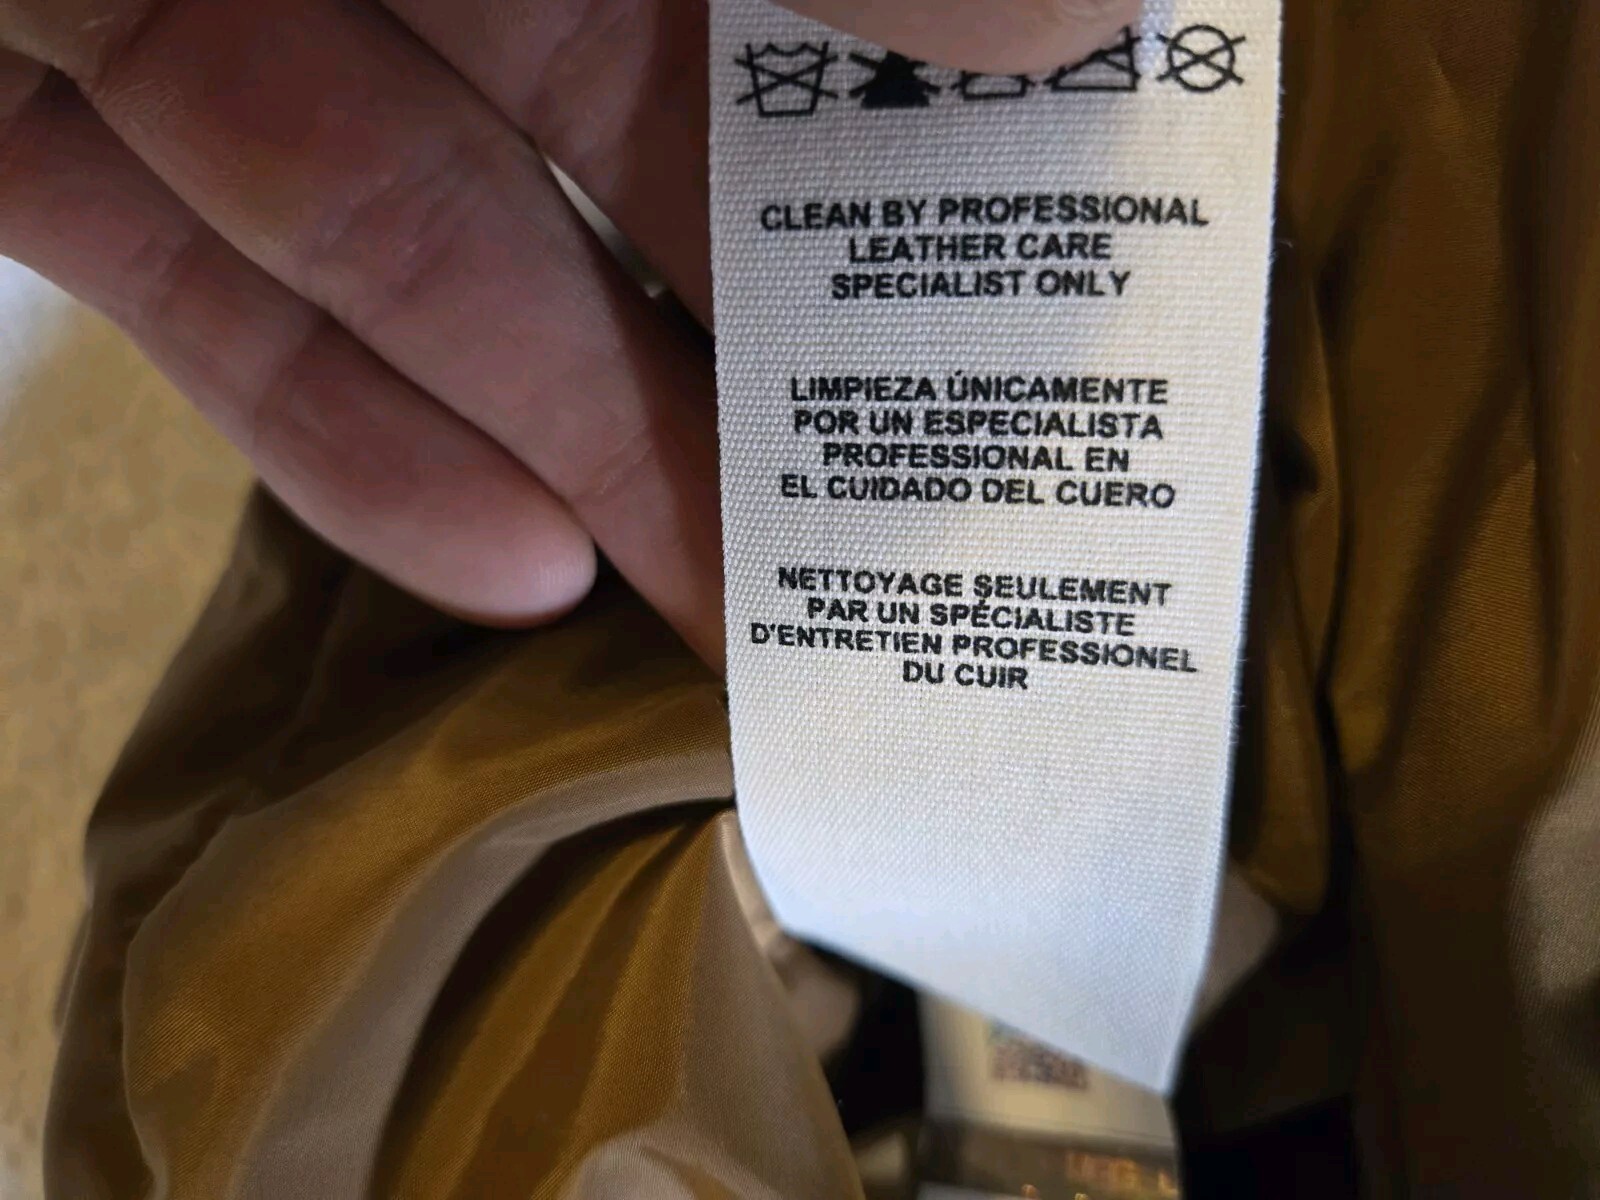 CLEAN BY PROFESSIONAL
LEATHER CARE
SPECIALIST ONLY
LIMPIEZA ÚNICAMENTE
POR UN ESPECIALISTA
PROFESSIONAL EN
EL CUIDADO DEL CUERO
NETTOYAGE SEULEMENT
PAR UN SPÉCIALISTE
D'ENTRETIEN PROFESSIONEL
DU CUIR